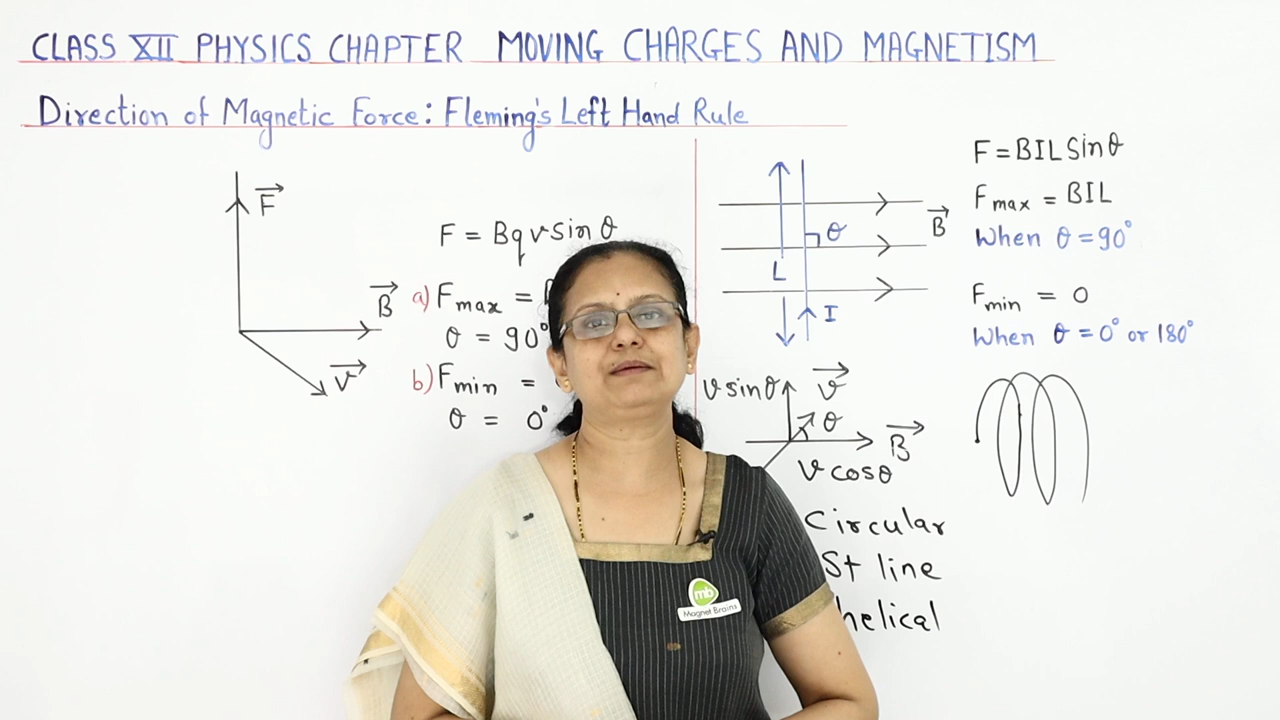 CLASS XII PHYSICS CHAPTER MOVING CHARGES AND MAGNETISM
Direction of Magnetic Force: Fleming's Left Hand Rule
F
B
V
F = Bqv sin θ
a) Fmax =
θ = 90°
b) Fmin =
θ = 0°
B
θ
L
I
F = BIL Sin θ
Fmax = BIL
When θ = 90°
Fmin = 0
When θ = 0° or 180°
v sin θ
v
θ
B
v cos θ
Circular
St line
helical
mb
Magnet Brains